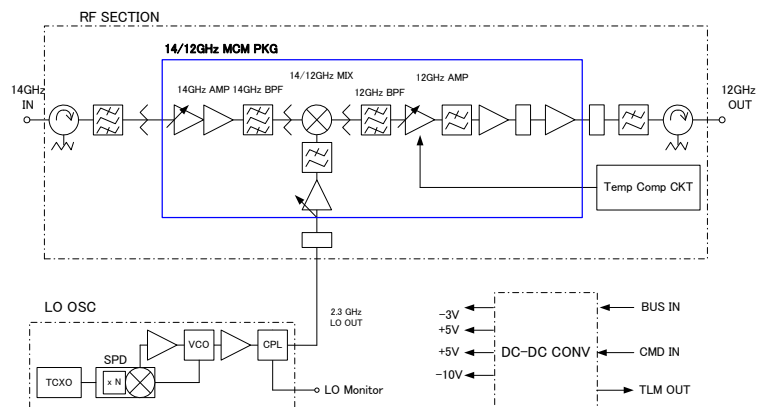 RF SECTION
14/12GHz MCM PKG
14GHz
IN
14GHz AMP
14GHz BPF
14/12GHz MIX
12GHz BPF
12GHz AMP
12GHz
OUT
Temp Comp CKT
LO OSC
2.3 GHz
LO OUT
TCXO
SPD
x N
VCO
CPL
LO Monitor
-3V
+5V
+5V
-10V
DC-DC CONV
BUS IN
CMD IN
TLM OUT